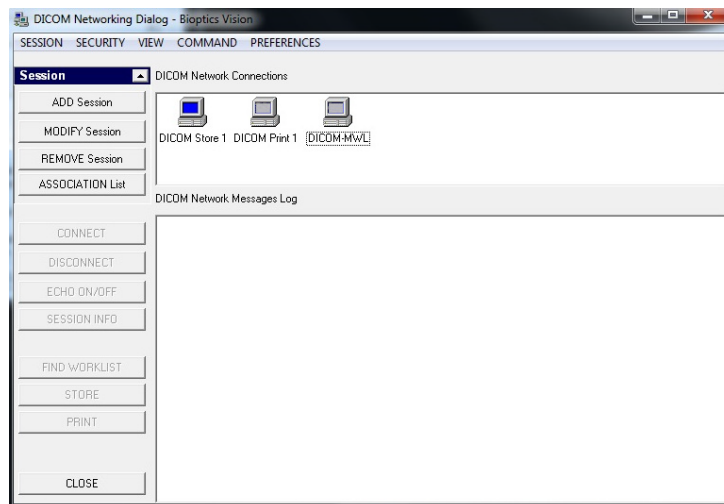 DICOM Networking Dialog - Bioptics Vision
SESSION SECURITY VIEW COMMAND PREFERENCES
Session
DICOM Network Connections
ADD Session
MODIFY Session
REMOVE Session
ASSOCIATION List
DICOM Store 1 DICOM Print 1 DICOM-MWL
DICOM Network Messages Log
CONNECT
DISCONNECT
ECHO ON/OFF
SESSION INFO
FIND WORKLIST
STORE
PRINT
CLOSE